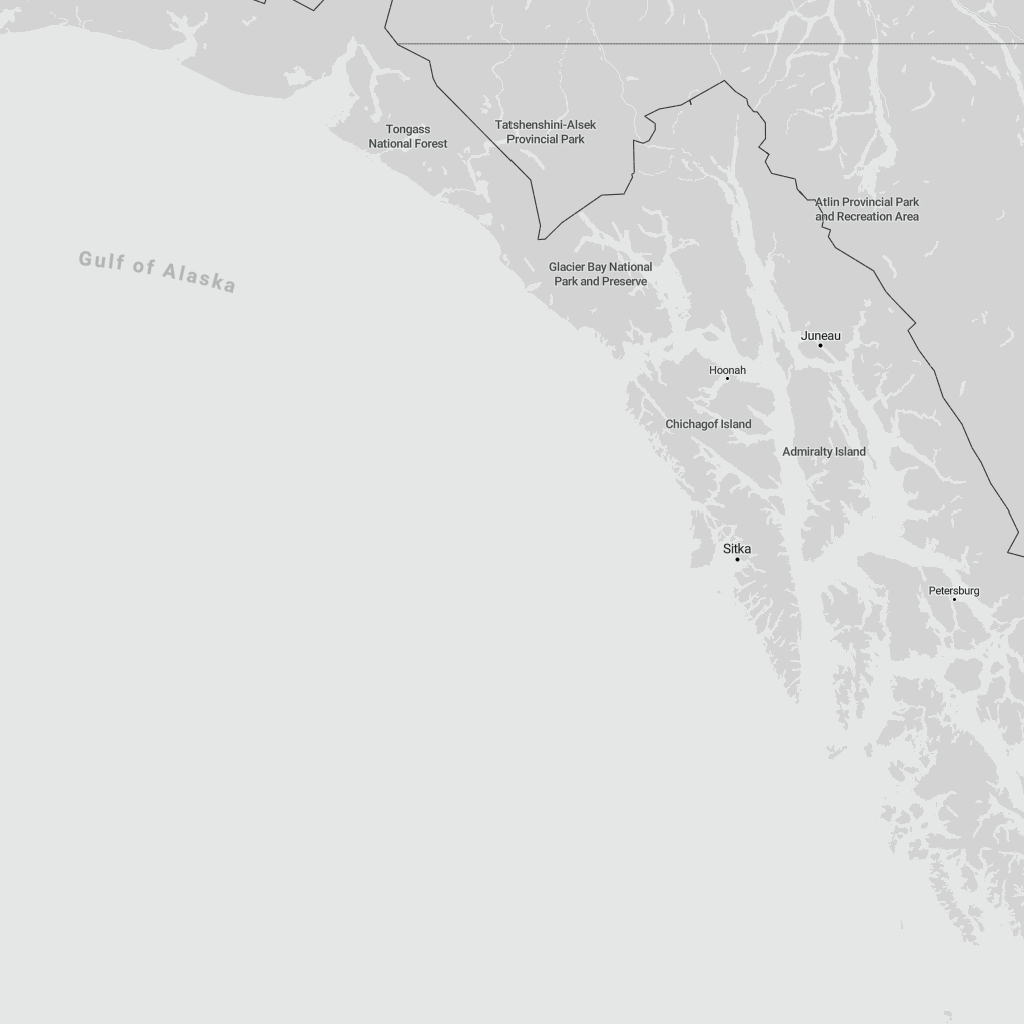 Tongass
National Forest
Tatshenshini-Alsek
Provincial Park
Atlin Provincial Park
and Recreation Area
Gulf of Alaska
Glacier Bay National
Park and Preserve
Juneau
Hoonah
Chichagof Island
Admiralty Island
Sitka
Petersburg